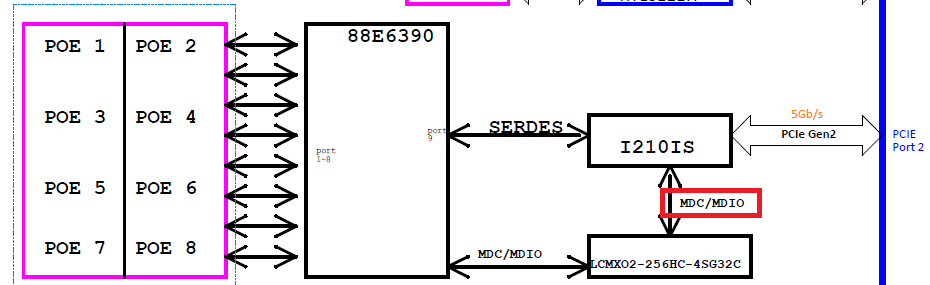 88E6390
POE 1 POE 2
POE 3 POE 4
POE 5 POE 6
POE 7 POE 8
port
1-8
port
9
SERDES
I210IS
5Gb/s
PCIe Gen2
PCIE
Port 2
MDC/MDIO
MDC/MDIO
LCMXO2-256HC-4SG32C